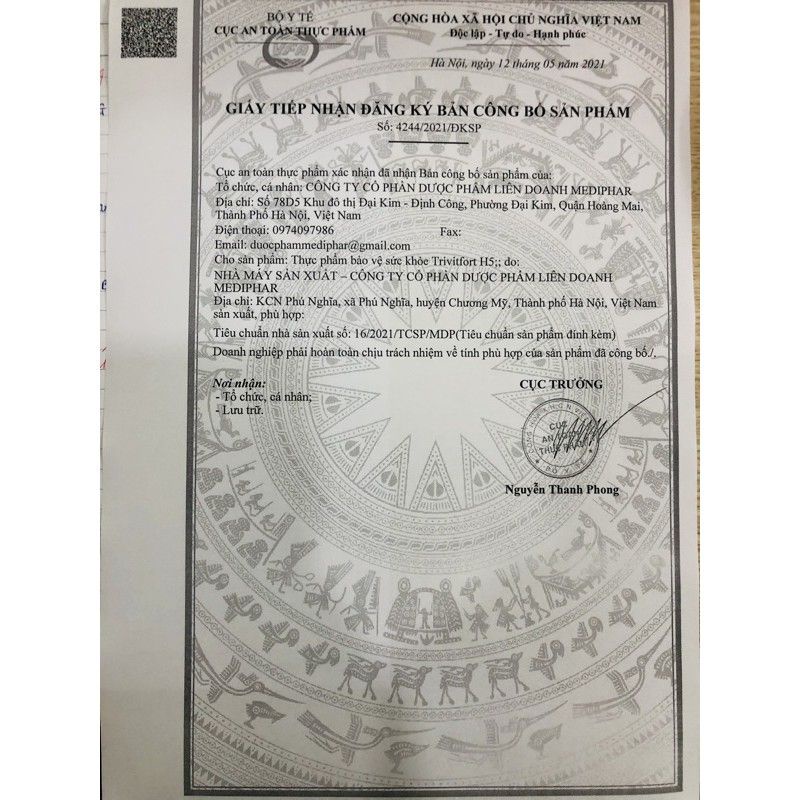 BỘ Y TẾ
CỤC AN TOÀN THỰC PHẨM
CỘNG HÒA XÃ HỘI CHỦ NGHĨA VIỆT NAM
Độc lập - Tự do - Hạnh phúc
Hà Nội, ngày 12 tháng 05 năm 2021
GIẤY TIẾP NHẬN ĐĂNG KÝ BẢN CÔNG BỐ SẢN PHẨM
Số: 4244/2021/ĐKSP
Cục an toàn thực phẩm xác nhận đã nhận Bản công bố sản phẩm của:
Tổ chức, cá nhân: CÔNG TY CỔ PHẦN DƯỢC PHẨM LIÊN DOANH MEDIPHAR
Địa chỉ: Số 78D5 Khu đô thị Đại Kim - Định Công, Phường Đại Kim, Quận Hoàng Mai,
Thành Phố Hà Nội, Việt Nam
Điện thoại: 0974097986 Fax:
Email: duocphammediphar@gmail.com
Cho sản phẩm: Thực phẩm bảo vệ sức khỏe Trivitfort H5;; do:
NHÀ MÁY SẢN XUẤT – CÔNG TY CỔ PHẦN DƯỢC PHẨM LIÊN DOANH
MEDIPHAR
Địa chỉ: KCN Phú Nghĩa, xã Phú Nghĩa, huyện Chương Mỹ, Thành phố Hà Nội, Việt Nam
sản xuất, phù hợp:
Tiêu chuẩn nhà sản xuất số: 16/2021/TCSP/MDP(Tiêu chuẩn sản phẩm đính kèm)
Doanh nghiệp phải hoàn toàn chịu trách nhiệm về tính phù hợp của sản phẩm đã công bố./.
Nơi nhận:
- Tổ chức, cá nhân;
- Lưu trữ.
CỤC TRƯỞNG
CỤC
AN TOÀN
THỰC PHẨM
Nguyễn Thanh Phong